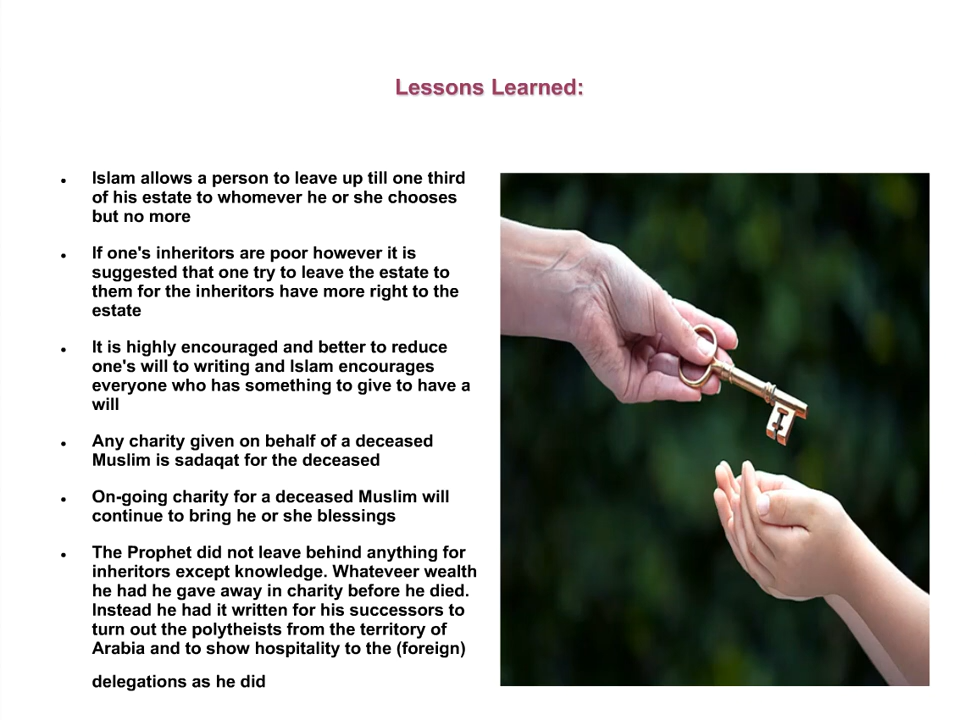 Lessons Learned:
Islam allows a person to leave up till one third
of his estate to whomever he or she chooses
but no more
If one's inheritors are poor however it is
suggested that one try to leave the estate to
them for the inheritors have more right to the
estate
It is highly encouraged and better to reduce
one's will to writing and Islam encourages
everyone who has something to give to have a
will
Any charity given on behalf of a deceased
Muslim is sadaqat for the deceased
On-going charity for a deceased Muslim will
continue to bring he or she blessings
The Prophet did not leave behind anything for
inheritors except knowledge. Whateveer wealth
he had he gave away in charity before he died.
Instead he had it written for his successors to
turn out the polytheists from the territory of
Arabia and to show hospitality to the (foreign)
delegations as he did